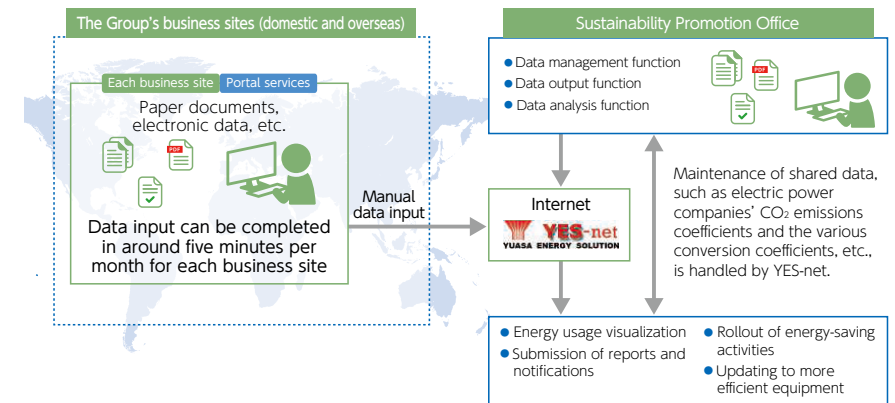 The Group's business sites (domestic and overseas)
Each business site
Portal services
Paper documents,
electronic data, etc.
PDF
Data input can be completed
in around five minutes per
month for each business site
Manual
data input
Sustainability Promotion Office
Data management function
Data output function
Data analysis function
PDF
Internet
YES-net
YUASA ENERGY SOLUTION
Maintenance of shared data,
such as electric power
companies' CO₂ emissions
coefficients and the various
conversion coefficients, etc.,
is handled by YES-net.
Energy usage visualization
Submission of reports and
notifications
Rollout of energy-saving
activities
Updating to more
efficient equipment